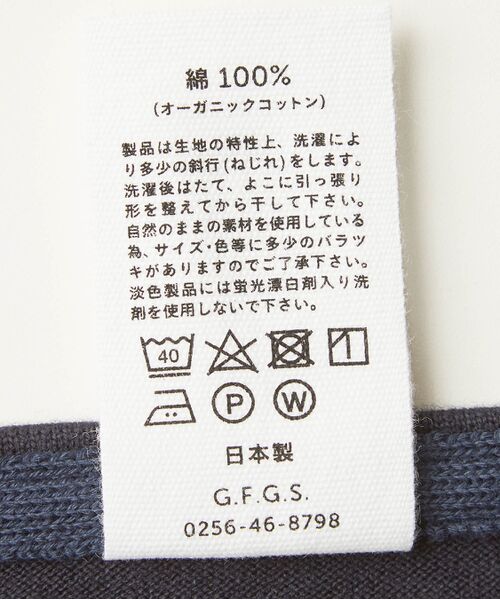 綿 100%
(オーガニックコットン)
製品は生地の特性上、洗濯によ
り多少の斜行(ねじれ)をします。
洗濯後はたて、よこに引っ張り
形を整えてから干して下さい。
自然のままの素材を使用している
為、サイズ・色等に多少のバラツ
キがありますのでご了承下さい。
淡色製品には蛍光漂白剤入り洗
剤を使用しないで下さい。
40
P W
日本製
G.F.G.S.
0256-46-8798